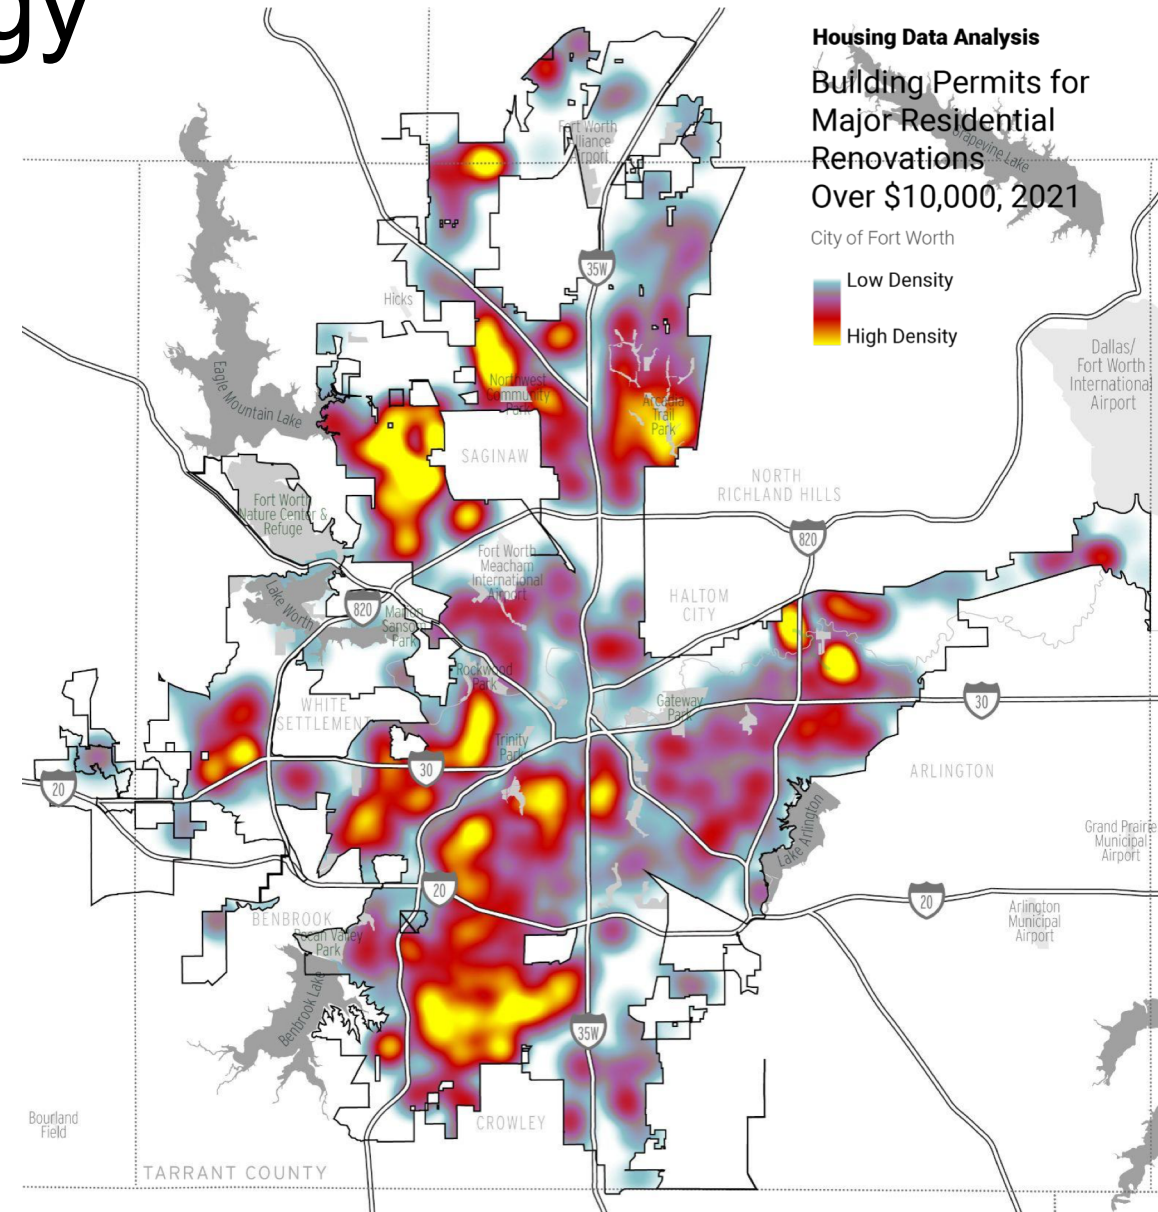 gy
Housing Data Analysis
Building Permits for
Major Residential
Renovations
Over $10,000, 2021
City of Fort Worth
Low Density
High Density
Grapevine Lake
Fort Worth
Alliance
Airport
35W
Hicks
Eagle Mountain Lake
Northwest
Community
Park
Arcadia
Trail
Park
Dallas/
Fort Worth
International
Airport
SAGINAW
NORTH
RICHLAND HILLS
Fort Worth
Nature Center &
Refuge
820
Fort Worth
Meacham
International
Airport
HALTOM
CITY
Lake Worth
820
Marion
Sansom
Park
Rockwood
Park
WHITE
SETTLEMENT
Gateway
Park
30
Trinity
Park
30
20
ARLINGTON
Lake Arlington
Grand Prairie
Municipal
Airport
20
20
Arlington
Municipal
Airport
BENBROOK
Pecan Valley
Park
Benbrook Lake
35W
Bourland
Field
CROWLEY
TARRANT COUNTY